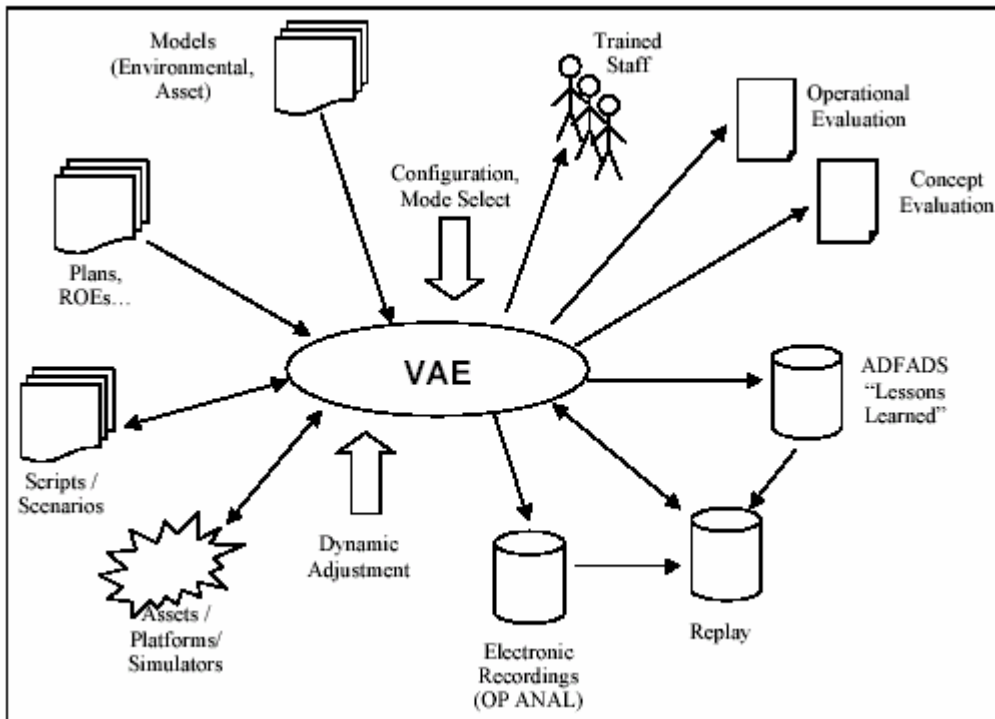 Models
(Environmental,
Asset)
Trained
Staff
Operational
Evaluation
Configuration,
Mode Select
Concept
Evaluation
Plans,
ROEs…
VAE
ADFADS
“Lessons
Learned”
Scripts /
Scenarios
Dynamic
Adjustment
Assets /
Platforms/
Simulators
Electronic
Recordings
(OP ANAL)
Replay